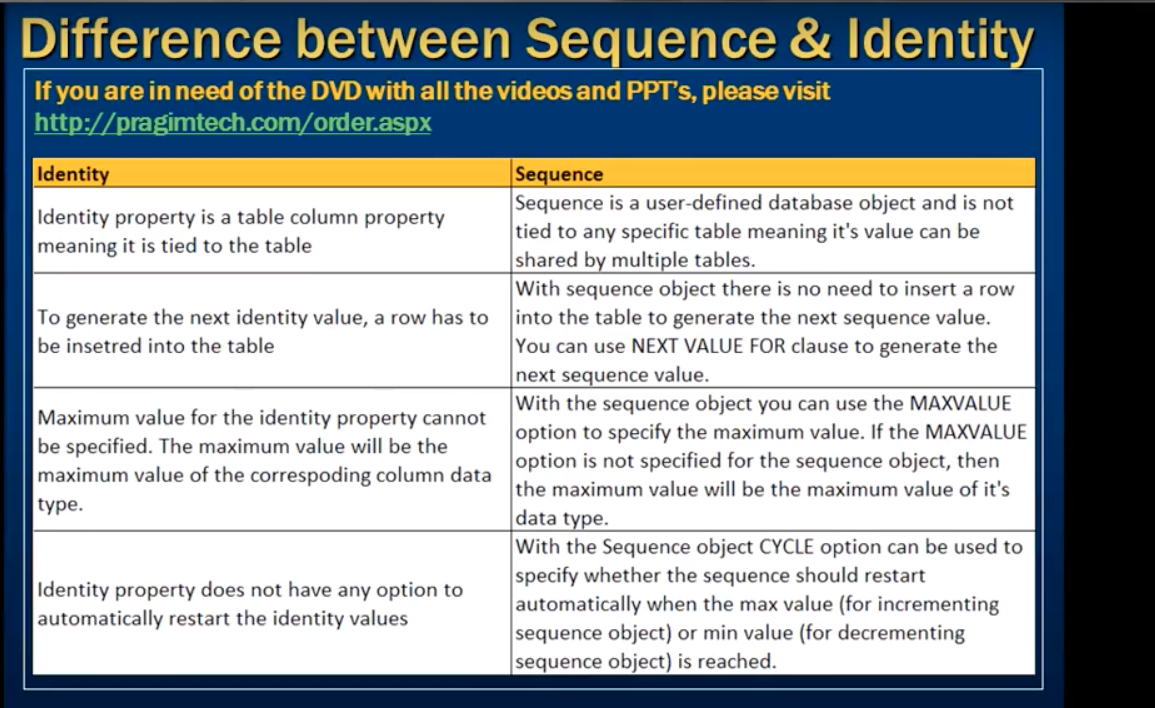 Difference between Sequence & Identity
If you are in need of the DVD with all the videos and PPT's, please visit
http://pragimtech.com/order.aspx
Identity
Sequence
Identity property is a table column property
meaning it is tied to the table
Sequence is a user-defined database object and is not
tied to any specific table meaning it's value can be
shared by multiple tables.
To generate the next identity value, a row has to
be insetred into the table
With sequence object there is no need to insert a row
into the table to generate the next sequence value.
You can use NEXT VALUE FOR clause to generate the
next sequence value.
Maximum value for the identity property cannot
be specified. The maximum value will be the
maximum value of the correspoding column data
type.
With the sequence object you can use the MAXVALUE
option to specify the maximum value. If the MAXVALUE
option is not specified for the sequence object, then
the maximum value will be the maximum value of it's
data type.
Identity property does not have any option to
automatically restart the identity values
With the Sequence object CYCLE option can be used to
specify whether the sequence should restart
automatically when the max value (for incrementing
sequence object) or min value (for decrementing
sequence object) is reached.